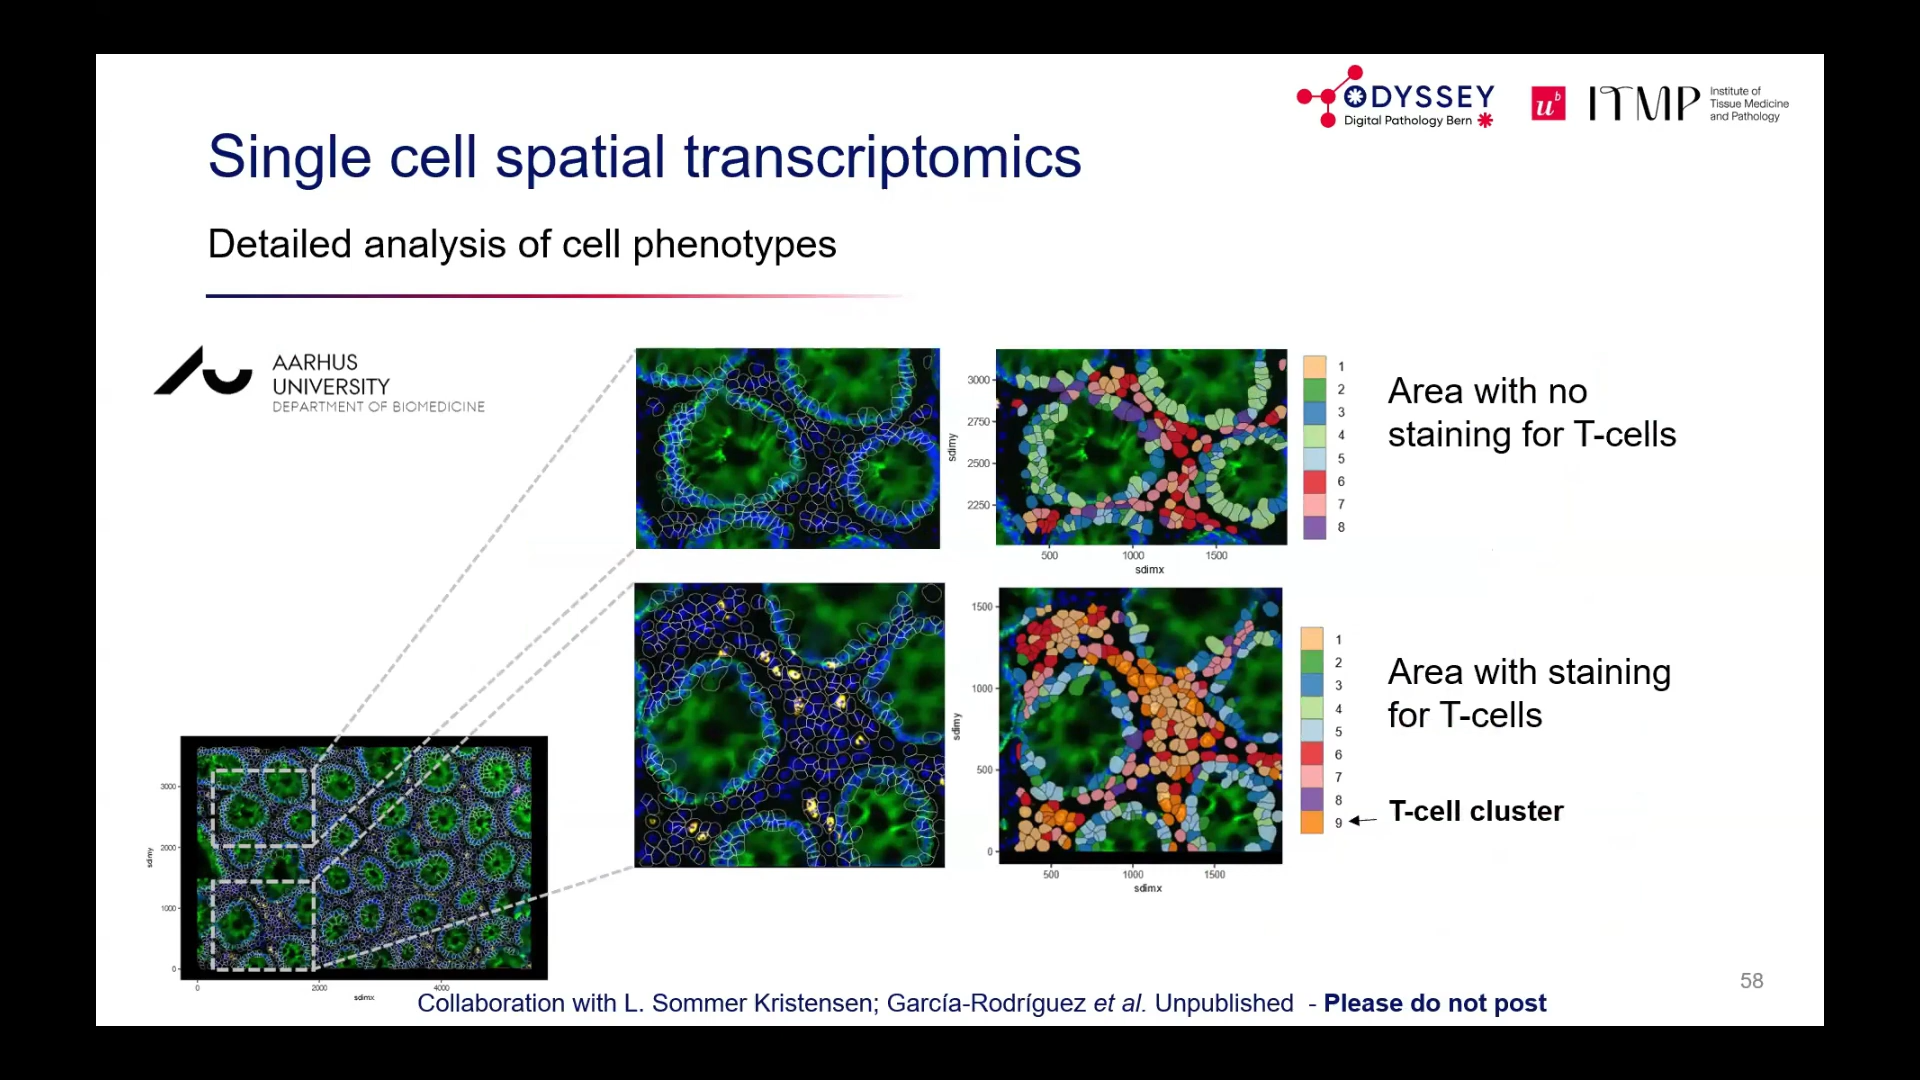 ODYSSEY
Digital Pathology Bern
u b
ITMP
Institute of
Tissue Medicine
and Pathology
Single cell spatial transcriptomics
Detailed analysis of cell phenotypes
AARHUS
UNIVERSITY
DEPARTMENT OF BIOMEDICINE
3000
2750
2500
2250
sdimy
500 1000 1500
sdimx
1
2
3
4
5
6
7
8
Area with no
staining for T-cells
1500
1000
500
0
sdimy
500 1000 1500
sdimx
1
2
3
4
5
6
7
8
9
Area with staining
for T-cells
T-cell cluster
3000
2000
1000
0
sdimy
0 2000 4000
sdimx
58
Collaboration with L. Sommer Kristensen; García-Rodríguez et al. Unpublished - Please do not post